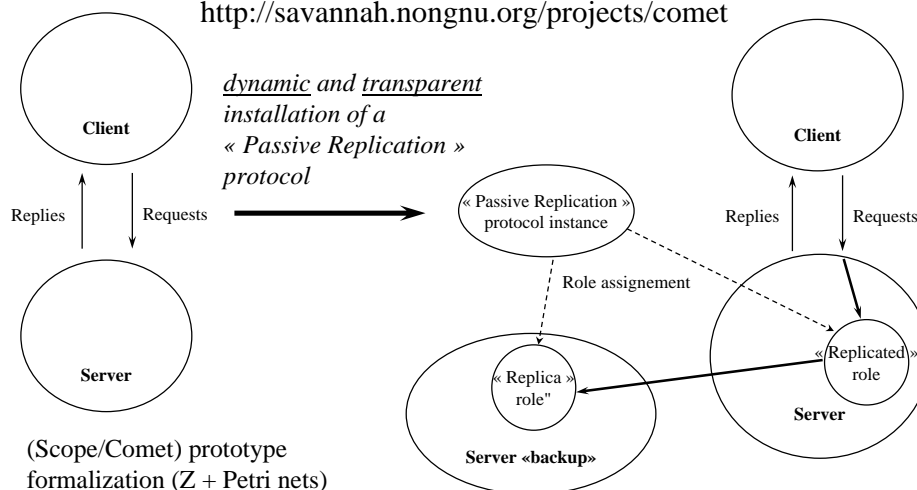 http://savannah.nongnu.org/projects/comet
Client
Replies
Requests
Server
dynamic and transparent
installation of a
« Passive Replication »
protocol
« Passive Replication »
protocol instance
Role assignement
Client
Replies
Requests
« Replicated »
role
Server
« Replica »
role"
Server «backup»
(Scope/Comet) prototype
formalization (Z + Petri nets)